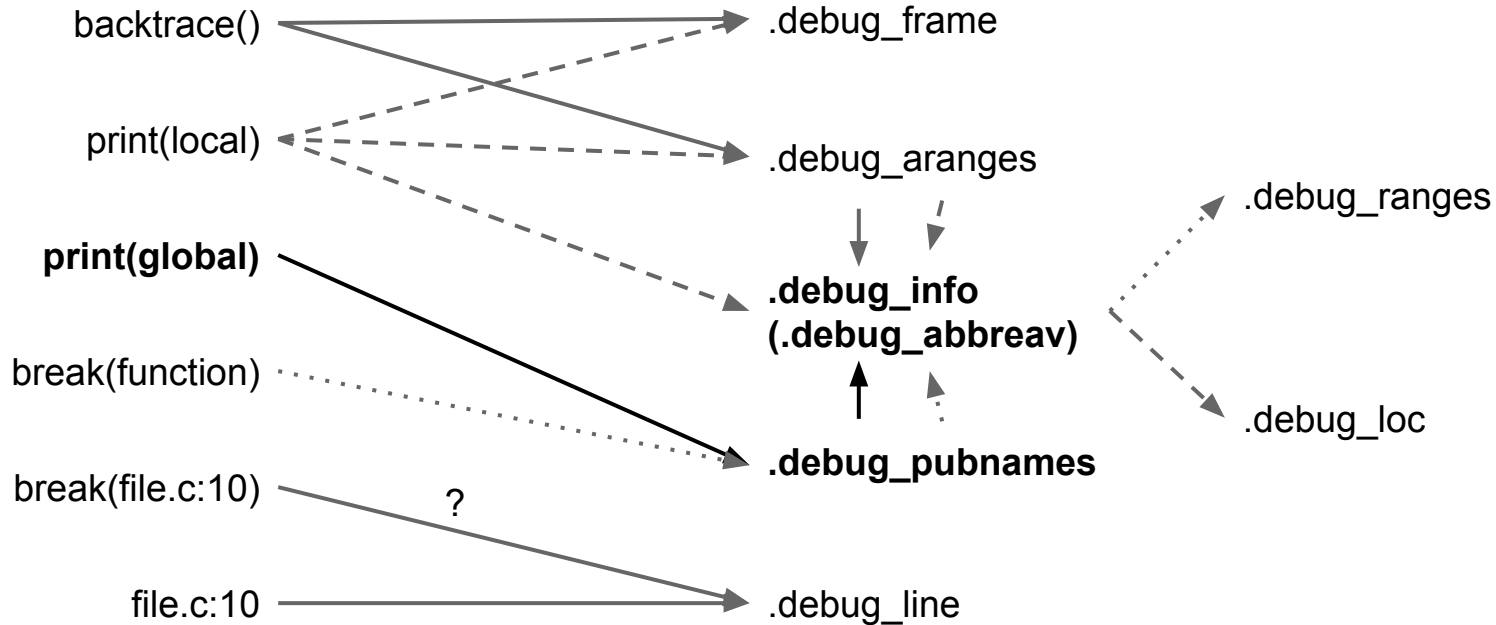 backtrace()
print(local)
print(global)
break(function)
break(file.c:10)
file.c:10
?
.debug_frame
.debug_aranges
.debug_info
(.debug_abbreav)
.debug_pubnames
.debug_line
.debug_ranges
.debug_loc